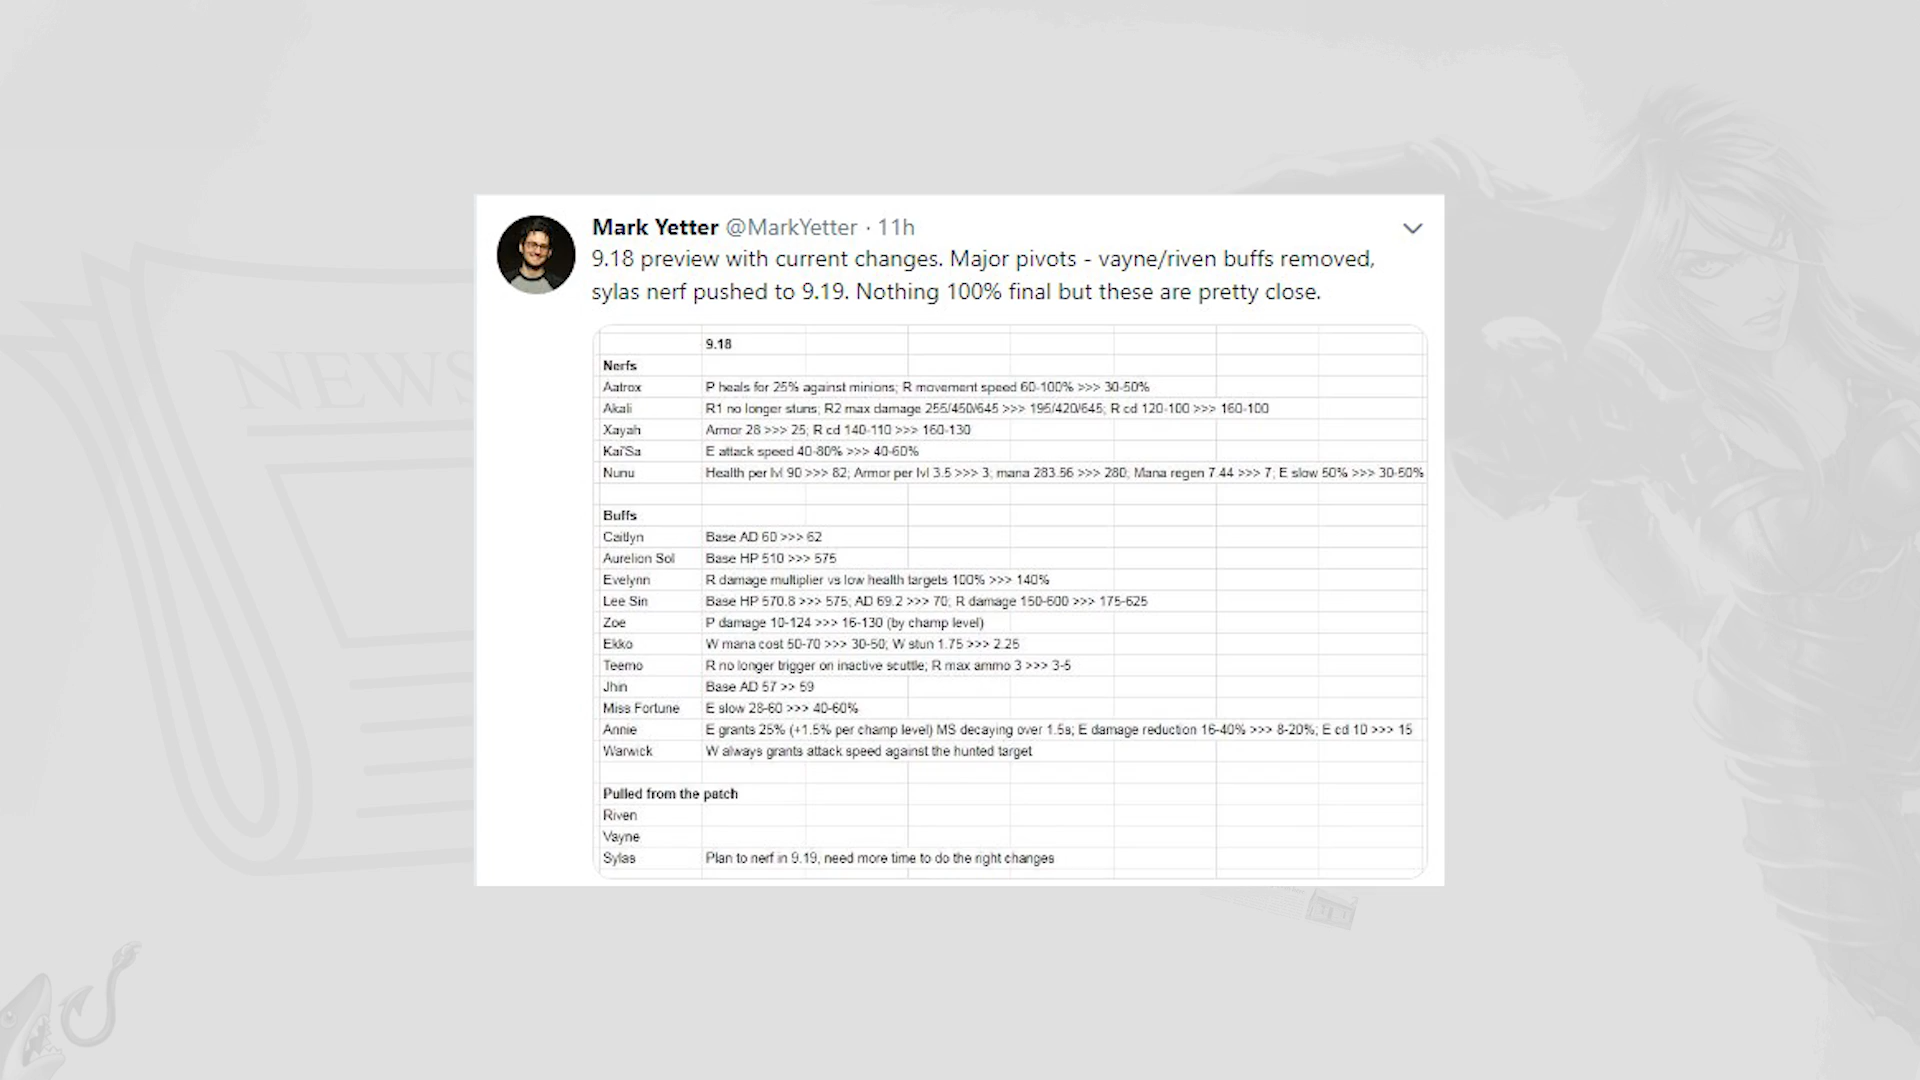 NEWS
Mark Yetter @MarkYetter · 11h
9.18 preview with current changes. Major pivots - vayne/riven buffs removed,
sylas nerf pushed to 9.19. Nothing 100% final but these are pretty close.
9.18
Nerfs
Aatrox P heals for 25% against minions; R movement speed 60-100% >>> 30-50%
Akali R1 no longer stuns; R2 max damage 255/450/645 >>> 195/420/645; R cd 120-100 >>> 160-100
Xayah Armor 28 >>> 25; R cd 140-110 >>> 160-130
Kai'Sa E attack speed 40-80% >>> 40-60%
Nunu Health per lvl 90 >>> 82; Armor per lvl 3.5 >>> 3; mana 283.56 >>> 280; Mana regen 7.44 >>> 7; E slow 50% >>> 30-50%
Buffs
Caitlyn Base AD 60 >>> 62
Aurelion Sol Base HP 510 >>> 575
Evelynn R damage multiplier vs low health targets 100% >>> 140%
Lee Sin Base HP 570.8 >>> 575; AD 69.2 >>> 70; R damage 150-600 >>> 175-625
Zoe P damage 10-124 >>> 16-130 (by champ level)
Ekko W mana cost 50-70 >>> 30-50; W stun 1.75 >>> 2.25
Teemo R no longer trigger on inactive scuttle; R max ammo 3 >>> 3-5
Jhin Base AD 57 >> 59
Miss Fortune E slow 28-60 >>> 40-60%
Annie E grants 25% (+1.5% per champ level) MS decaying over 1.5s; E damage reduction 16-40% >>> 8-20%; E cd 10 >>> 15
Warwick W always grants attack speed against the hunted target
Pulled from the patch
Riven
Vayne
Sylas Plan to nerf in 9.19, need more time to do the right changes